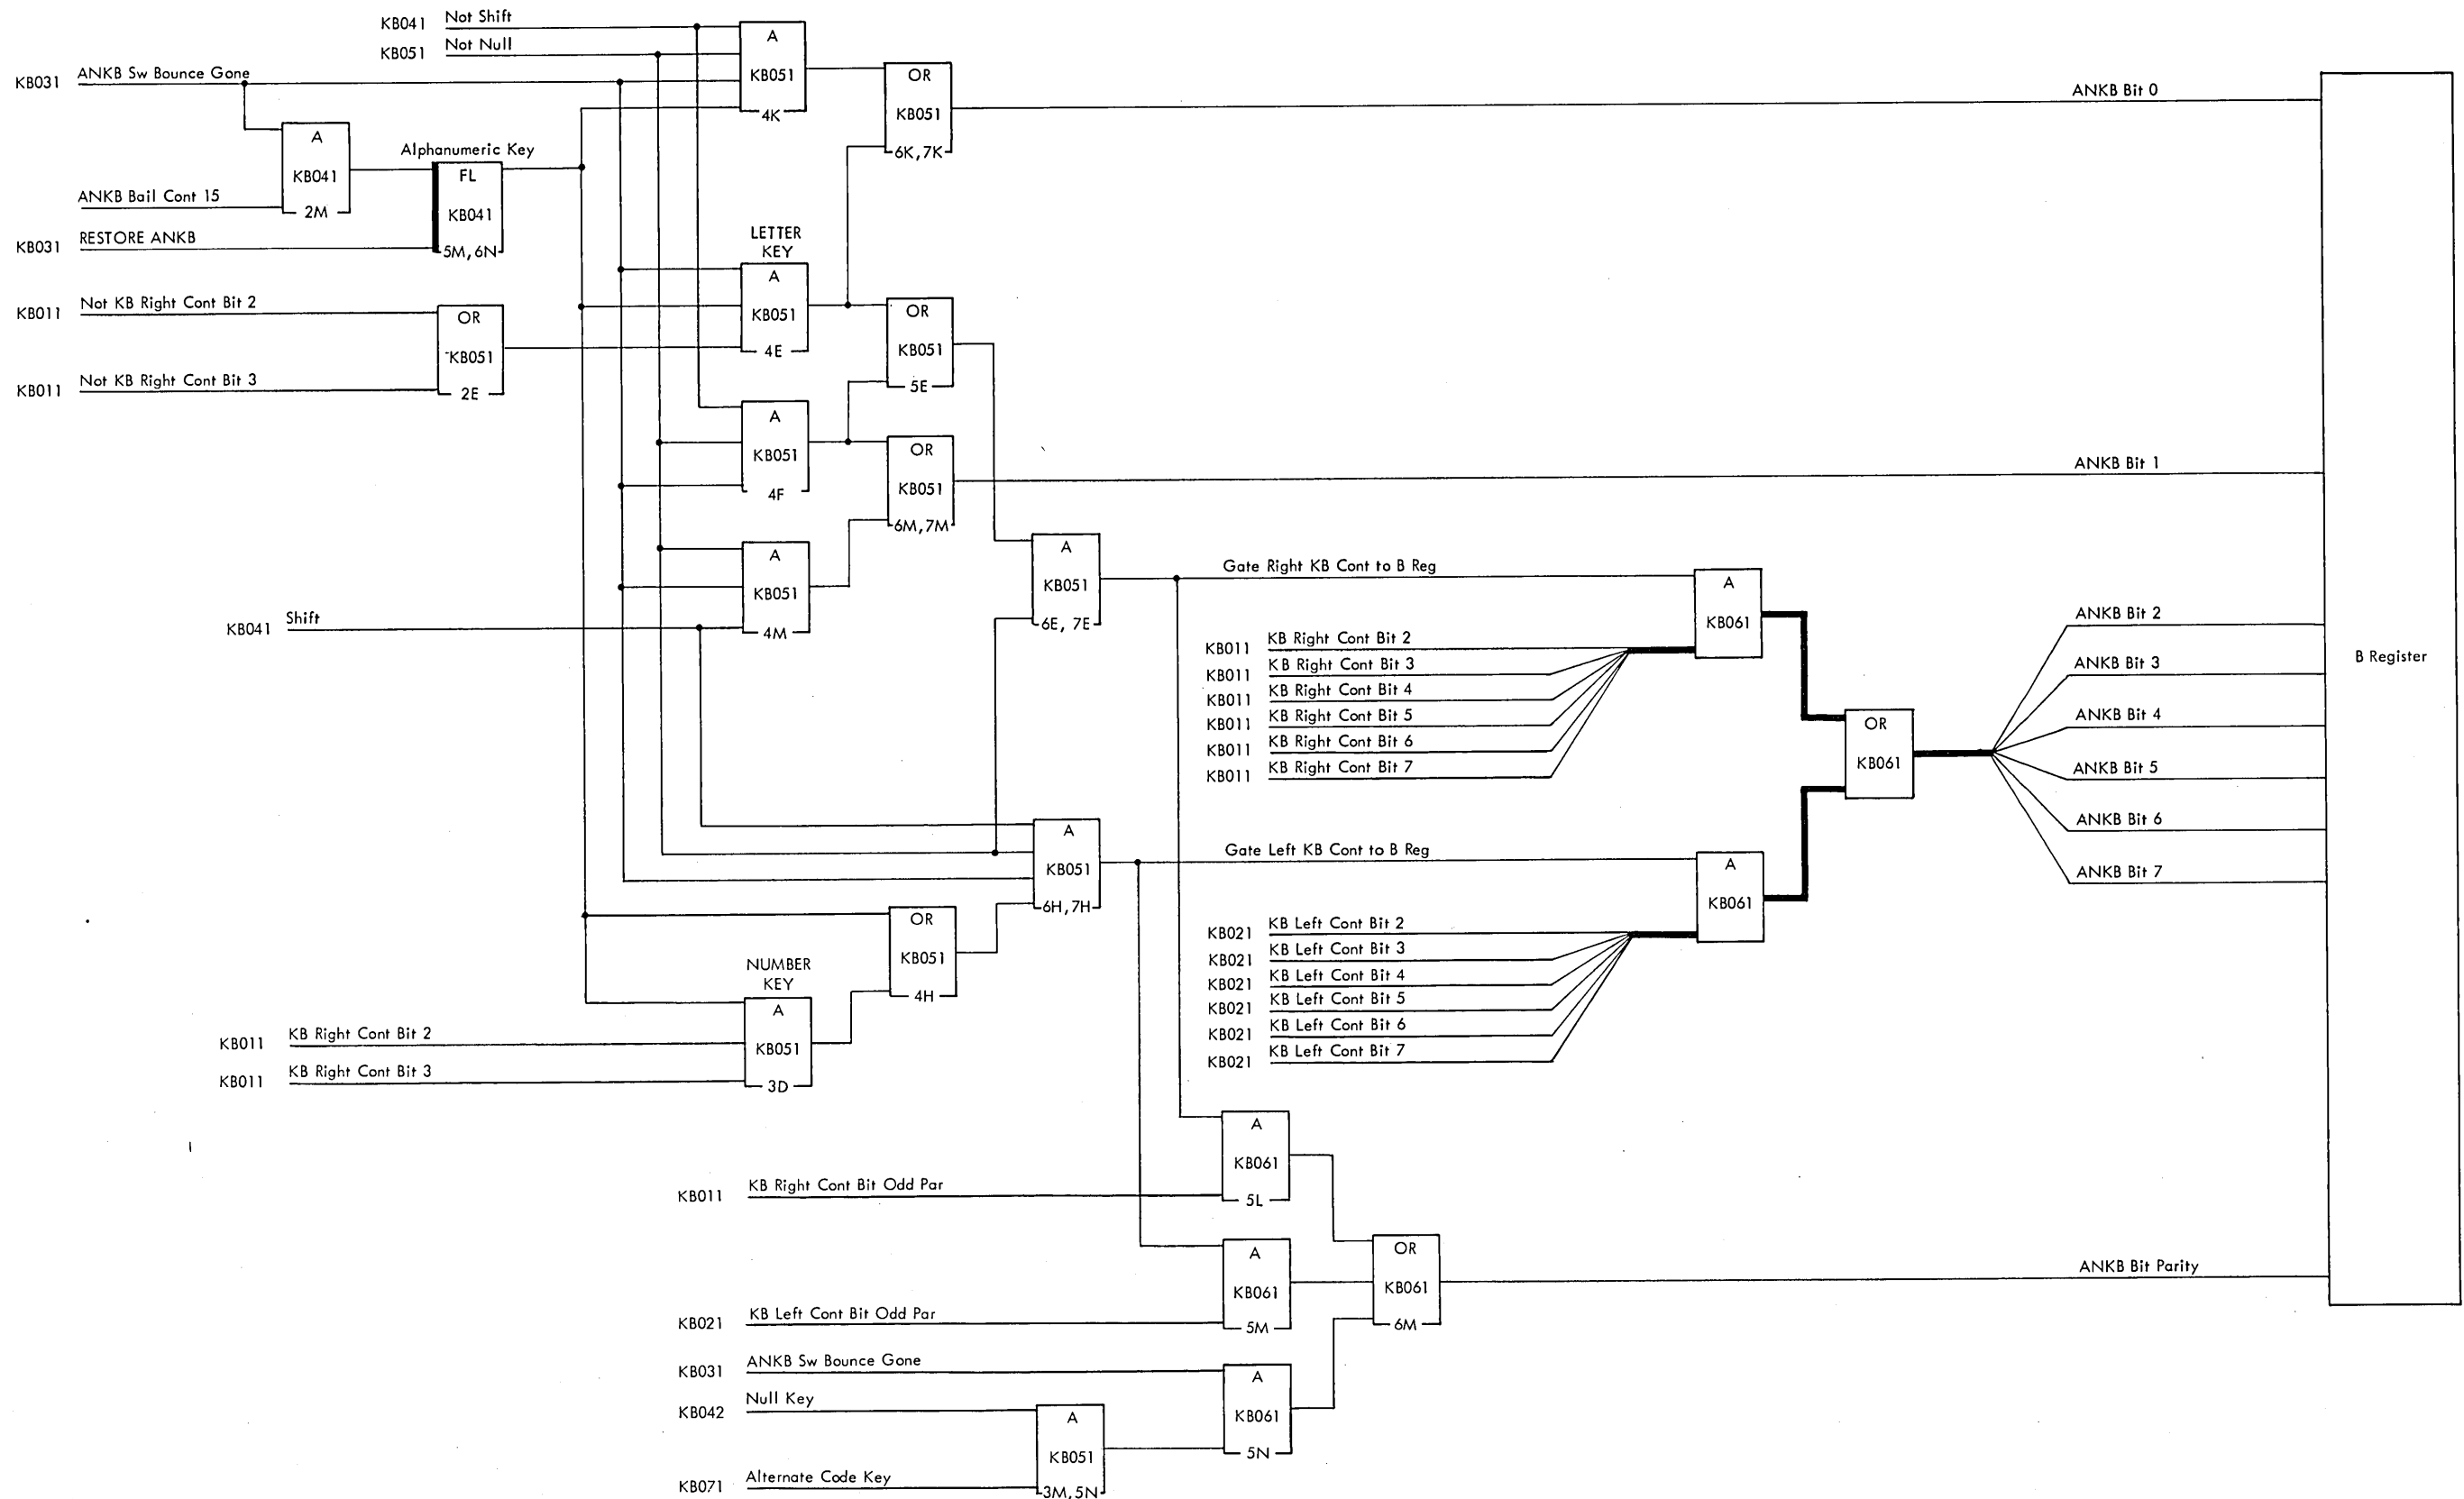 KB041 Not Shift
KB051 Not Null
KB031 ANKB Sw Bounce Gone
A
KB051
4K
OR
KB051
6K,7K
ANKB Bit 0
A
KB041
2M
ANKB Bail Cont 15
Alphanumeric Key
FL
KB041
5M,6N
KB031 RESTORE ANKB
LETTER
KEY
A
KB051
4E
KB011 Not KB Right Cont Bit 2
OR
KB051
2E
KB011 Not KB Right Cont Bit 3
OR
KB051
5E
A
KB051
4F
OR
KB051
6M,7M
ANKB Bit 1
A
KB051
4M
KB041 Shift
A
KB051
6E, 7E
Gate Right KB Cont to B Reg
A
KB061
KB011 KB Right Cont Bit 2
KB011 KB Right Cont Bit 3
KB011 KB Right Cont Bit 4
KB011 KB Right Cont Bit 5
KB011 KB Right Cont Bit 6
KB011 KB Right Cont Bit 7
OR
KB061
ANKB Bit 2
ANKB Bit 3
ANKB Bit 4
ANKB Bit 5
ANKB Bit 6
ANKB Bit 7
B Register
A
KB051
6H,7H
Gate Left KB Cont to B Reg
A
KB061
KB021 KB Left Cont Bit 2
KB021 KB Left Cont Bit 3
KB021 KB Left Cont Bit 4
KB021 KB Left Cont Bit 5
KB021 KB Left Cont Bit 6
KB021 KB Left Cont Bit 7
OR
KB051
4H
NUMBER
KEY
A
KB051
3D
KB011 KB Right Cont Bit 2
KB011 KB Right Cont Bit 3
A
KB061
5L
KB011 KB Right Cont Bit Odd Par
A
KB061
5M
KB021 KB Left Cont Bit Odd Par
OR
KB061
6M
ANKB Bit Parity
KB031 ANKB Sw Bounce Gone
A
KB061
5N
KB042 Null Key
A
KB051
3M,5N
KB071 Alternate Code Key